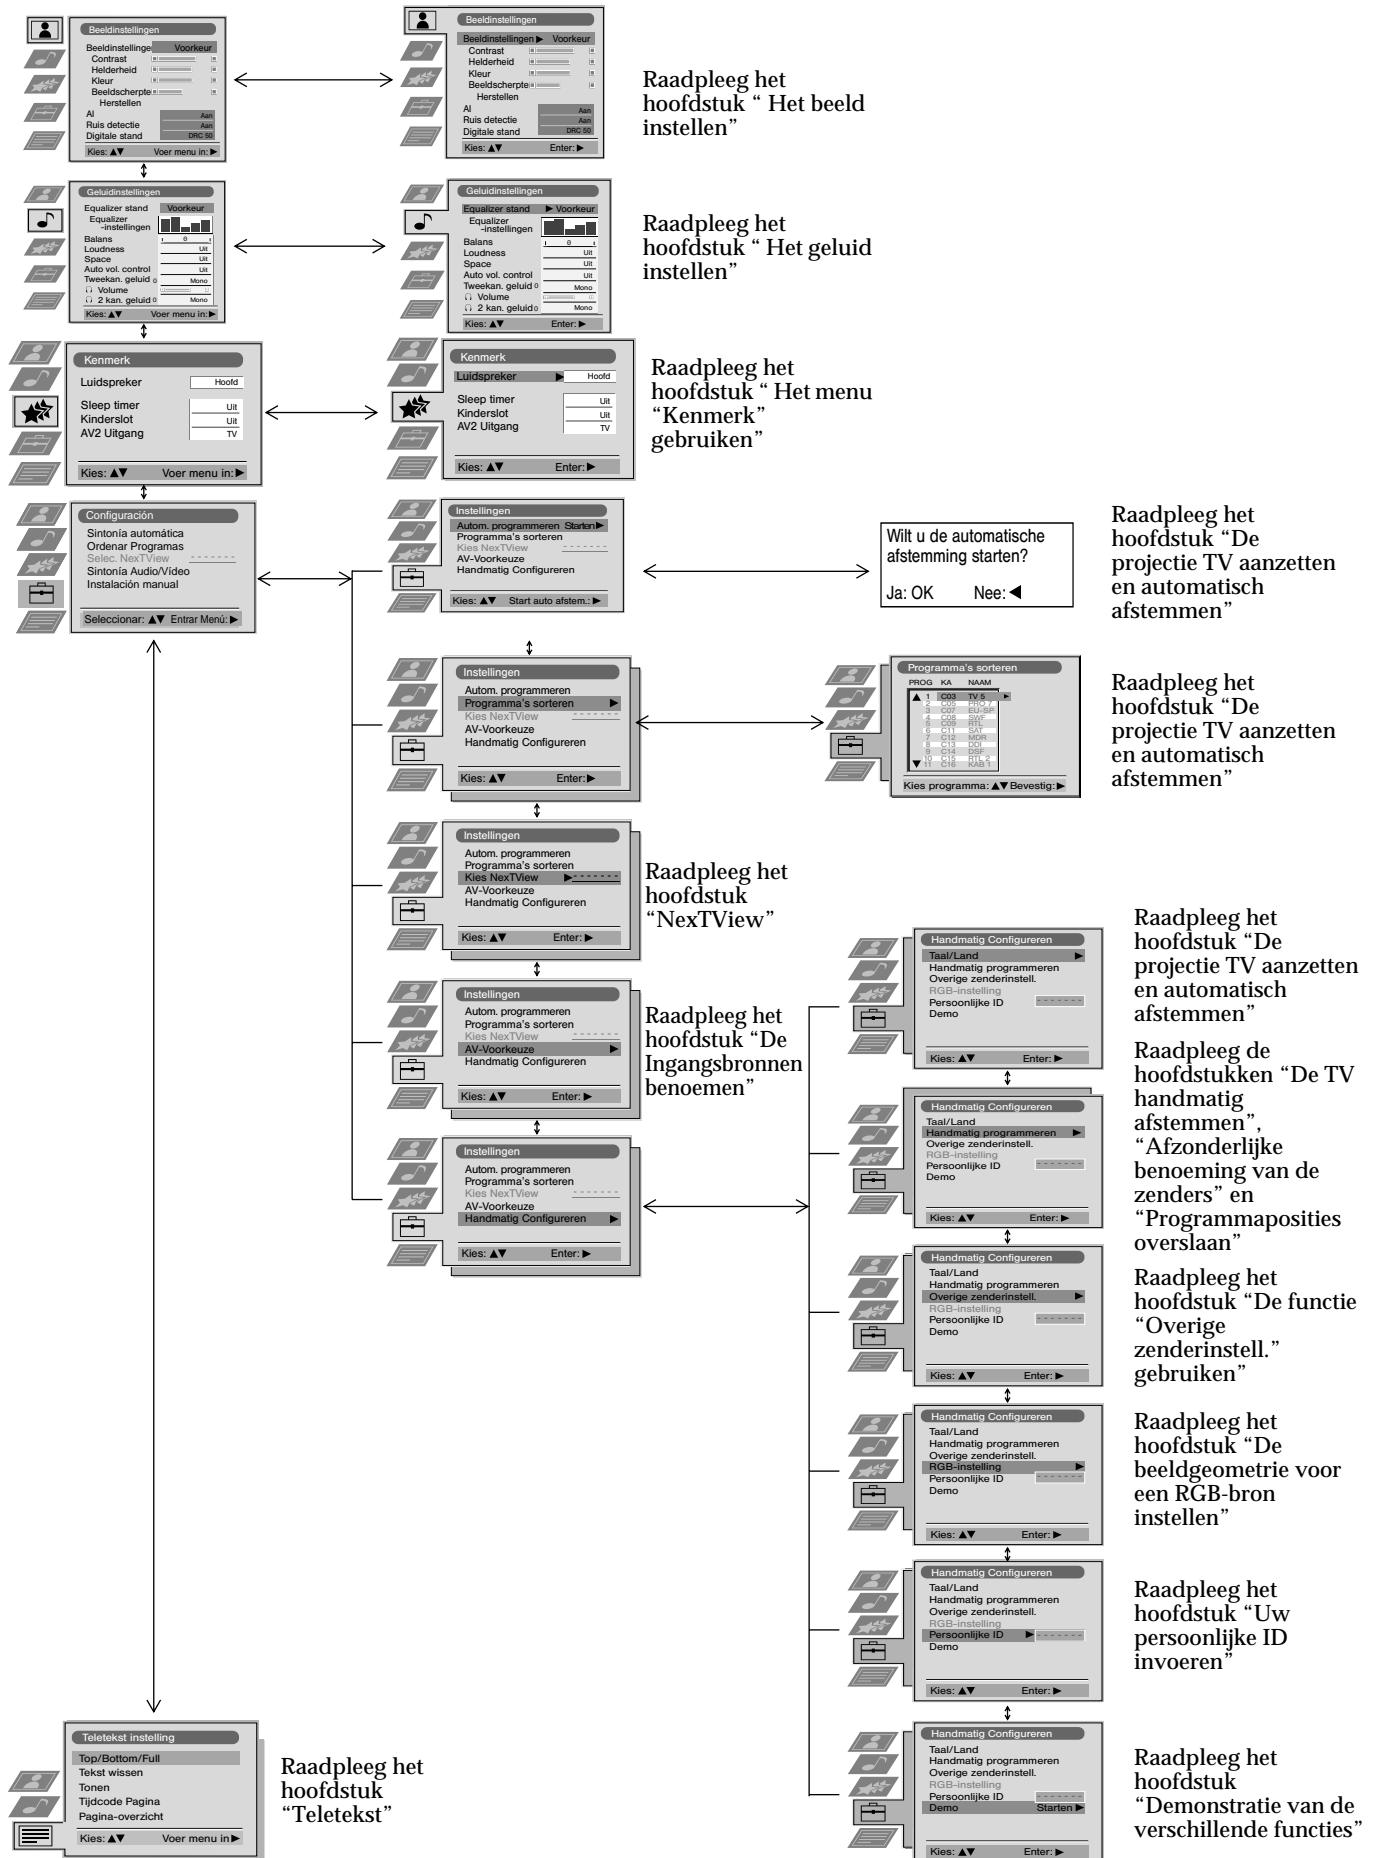 Beeldinstellingen
Beeldinstellinge Voorkeur
Contrast
Helderheid
Kleur
Beeldscherpte
Herstellen
AI Aan
Ruis detectie Aan
Digitale stand DRC 50
Kies: ▲▼ Voer menu in: ▶
Beeldinstellingen
Beeldinstellingen ▶ Voorkeur
Contrast
Helderheid
Kleur
Beeldscherpte
Herstellen
AI Aan
Ruis detectie Aan
Digitale stand DRC 50
Kies: ▲▼ Enter: ▶
Raadpleeg het
hoofdstuk “ Het beeld
instellen”
Geluidinstellingen
Equalizer stand Voorkeur
Equalizer
-instellingen
Balans 0
Loudness Uit
Space Uit
Auto vol. control Uit
Tweekan. geluid 0 Mono
Volume
2 kan. geluid 0 Mono
Kies: ▲▼ Voer menu in: ▶
Geluidinstellingen
Equalizer stand ▶ Voorkeur
Equalizer
-instellingen
Balans 0
Loudness Uit
Space Uit
Auto vol. control Uit
Tweekan. geluid 0 Mono
Volume
2 kan. geluid 0 Mono
Kies: ▲▼ Enter: ▶
Raadpleeg het
hoofdstuk “ Het geluid
instellen”
Kenmerk
Luidspreker Hoofd
Sleep timer Uit
Kinderslot Uit
AV2 Uitgang TV
Kies: ▲▼ Voer menu in: ▶
Kenmerk
Luidspreker ▶ Hoofd
Sleep timer Uit
Kinderslot Uit
AV2 Uitgang TV
Kies: ▲▼ Enter: ▶
Raadpleeg het
hoofdstuk “ Het menu
“Kenmerk”
gebruiken”
Configuración
Sintonía automática
Ordenar Programas
Selec. NexTView - - - - - -
Sintonía Audio/Vídeo
Instalación manual
Seleccionar: ▲▼ Entrar Menú: ▶
Instellingen
Autom. programmeren Starten ▶
Programma's sorteren
Kies NexTView - - - - - -
AV-Voorkeuze
Handmatig Configureren
Kies: ▲▼ Start auto afstem.: ▶
Wilt u de automatische
afstemming starten?
Ja: OK Nee: ◀
Raadpleeg het
hoofdstuk “De
projectie TV aanzetten
en automatisch
afstemmen”
Instellingen
Autom. programmeren
Programma's sorteren ▶
Kies NexTView - - - - - -
AV-Voorkeuze
Handmatig Configureren
Kies: ▲▼ Enter: ▶
Programma's sorteren
PROG KA NAAM
▲ 1 C03 TV 5 ▶
2 C05 PRO 7
3 C07 EU-SP
4 C08 SWF
5 C09 RTL
6 C11 SAT
7 C12 MDR
8 C13 DDI
9 C14 DSF
10 C15 RTL 2
▼ 11 C16 KAB 1
Kies programma: ▲▼ Bevestig: ▶
Raadpleeg het
hoofdstuk “De
projectie TV aanzetten
en automatisch
afstemmen”
Instellingen
Autom. programmeren
Programma's sorteren
Kies NexTView ▶ - - - - - -
AV-Voorkeuze
Handmatig Configureren
Kies: ▲▼ Enter: ▶
Raadpleeg het
hoofdstuk
“NexTView”
Instellingen
Autom. programmeren
Programma's sorteren
Kies NexTView - - - - - -
AV-Voorkeuze ▶
Handmatig Configureren
Kies: ▲▼ Enter: ▶
Raadpleeg het
hoofdstuk “De
Ingangsbronnen
benoemen”
Instellingen
Autom. programmeren
Programma's sorteren
Kies NexTView - - - - - -
AV-Voorkeuze
Handmatig Configureren ▶
Kies: ▲▼ Enter: ▶
Handmatig Configureren
Taal/Land ▶
Handmatig programmeren
Overige zenderinstell.
RGB-instelling
Persoonlijke ID - - - - - -
Demo
Kies: ▲▼ Enter: ▶
Raadpleeg het
hoofdstuk “De
projectie TV aanzetten
en automatisch
afstemmen”
Handmatig Configureren
Taal/Land
Handmatig programmeren ▶
Overige zenderinstell.
RGB-instelling
Persoonlijke ID - - - - - -
Demo
Kies: ▲▼ Enter: ▶
Raadpleeg de
hoofdstukken “De TV
handmatig
afstemmen”,
“Afzonderlijke
benoeming van de
zenders” en
“Programmaposities
overslaan”
Handmatig Configureren
Taal/Land
Handmatig programmeren
Overige zenderinstell. ▶
RGB-instelling
Persoonlijke ID - - - - - -
Demo
Kies: ▲▼ Enter: ▶
Raadpleeg het
hoofdstuk “De functie
“Overige
zenderinstell.”
gebruiken”
Handmatig Configureren
Taal/Land
Handmatig programmeren
Overige zenderinstell.
RGB-instelling ▶
Persoonlijke ID - - - - - -
Demo
Kies: ▲▼ Enter: ▶
Raadpleeg het
hoofdstuk “De
beeldgeometrie voor
een RGB-bron
instellen”
Handmatig Configureren
Taal/Land
Handmatig programmeren
Overige zenderinstell.
RGB-instelling
Persoonlijke ID ▶ - - - - - -
Demo
Kies: ▲▼ Enter: ▶
Raadpleeg het
hoofdstuk “Uw
persoonlijke ID
invoeren”
Teletekst instelling
Top/Bottom/Full
Tekst wissen
Tonen
Tijdcode Pagina
Pagina-overzicht
Kies: ▲▼ Voer menu in ▶
Raadpleeg het
hoofdstuk
“Teletekst”
Handmatig Configureren
Taal/Land
Handmatig programmeren
Overige zenderinstell.
RGB-instelling
Persoonlijke ID - - - - - -
Demo Starten ▶
Kies: ▲▼ Enter: ▶
Raadpleeg het
hoofdstuk
“Demonstratie van de
verschillende functies”